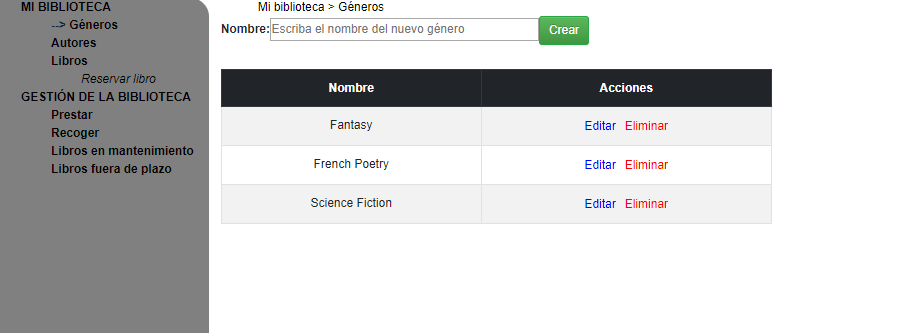 MI BIBLIOTECA
--> Géneros
Autores
Libros
Reservar libro
GESTIÓN DE LA BIBLIOTECA
Prestar
Recoger
Libros en mantenimiento
Libros fuera de plazo
Mi biblioteca > Géneros
Nombre: Escriba el nombre del nuevo género Crear
Nombre Acciones
Fantasy Editar Eliminar
French Poetry Editar Eliminar
Science Fiction Editar Eliminar